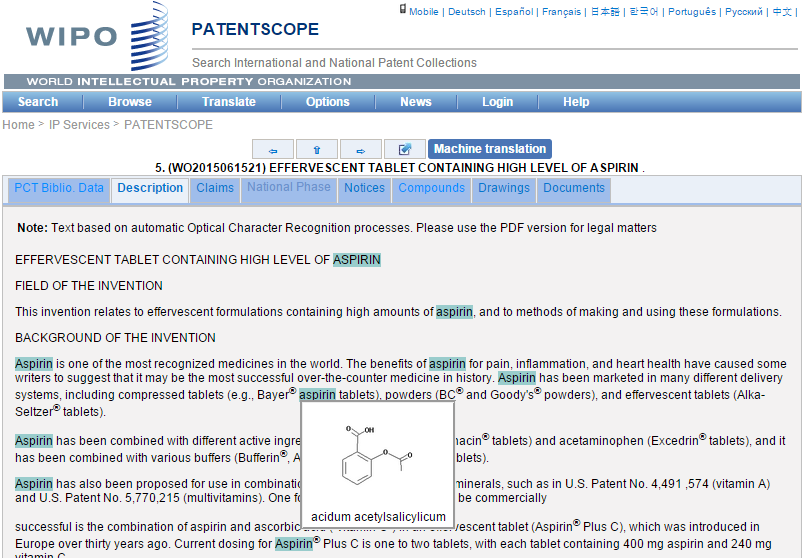 Mobile | Deutsch | Español | Français | 日本語 | 한국어 | Português | Русский | 中文 |
WIPO
PATENTSCOPE
Search International and National Patent Collections
WORLD INTELLECTUAL PROPERTY ORGANIZATION
Search Browse Translate Options News Login Help
Home > IP Services > PATENTSCOPE
Machine translation
5. (WO2015061521) EFFERVESCENT TABLET CONTAINING HIGH LEVEL OF ASPIRIN .
PCT Biblio. Data Description Claims National Phase Notices Compounds Drawings Documents
Note: Text based on automatic Optical Character Recognition processes. Please use the PDF version for legal matters
EFFERVESCENT TABLET CONTAINING HIGH LEVEL OF ASPIRIN
FIELD OF THE INVENTION
This invention relates to effervescent formulations containing high amounts of aspirin, and to methods of making and using these formulations.
BACKGROUND OF THE INVENTION
Aspirin is one of the most recognized medicines in the world. The benefits of aspirin for pain, inflammation, and heart health have caused some
writers to suggest that it may be the most successful over-the-counter medicine in history. Aspirin has been marketed in many different delivery
systems, including compressed tablets (e.g., Bayer® aspirin tablets), powders (BC® and Goody's® powders), and effervescent tablets (Alka-
Seltzer® tablets).
Aspirin has been combined with different active ingre nacin® tablets) and acetaminophen (Excedrin® tablets), and it
has been combined with various buffers (Bufferin®, A blets).
Aspirin has also been proposed for use in combinatio minerals, such as in U.S. Patent No. 4,491 ,574 (vitamin A)
and U.S. Patent No. 5,770,215 (multivitamins). One fo be commercially
O OH
O O
acidum acetylsalicylicum
successful is the combination of aspirin and ascorbic effervescent tablet (Aspirin® Plus C), which was introduced in
Europe over thirty years ago. Current dosing for Aspirin® Plus C is one to two tablets, with each tablet containing 400 mg aspirin and 240 mg
vitamin C